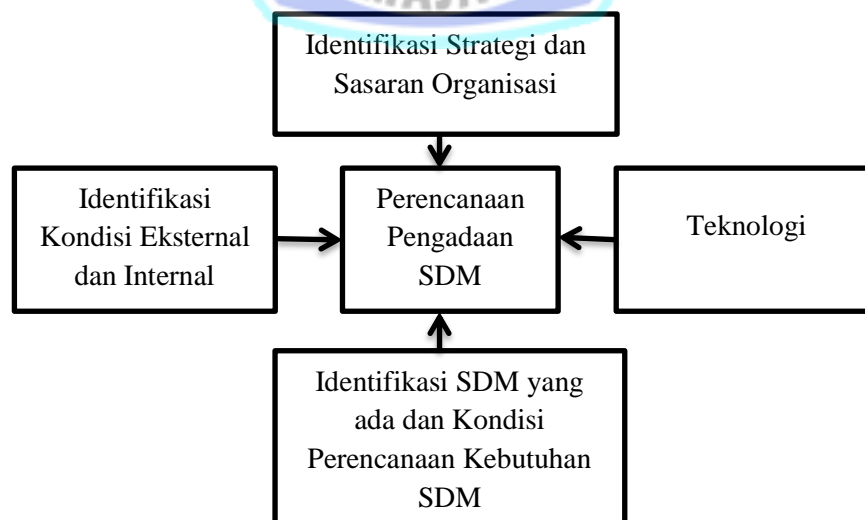 Identifikasi Strategi dan
Sasaran Organisasi
Identifikasi
Kondisi Eksternal
dan Internal
Perencanaan
Pengadaan
SDM
Teknologi
Identifikasi SDM yang
ada dan Kondisi
Perencanaan Kebutuhan
SDM